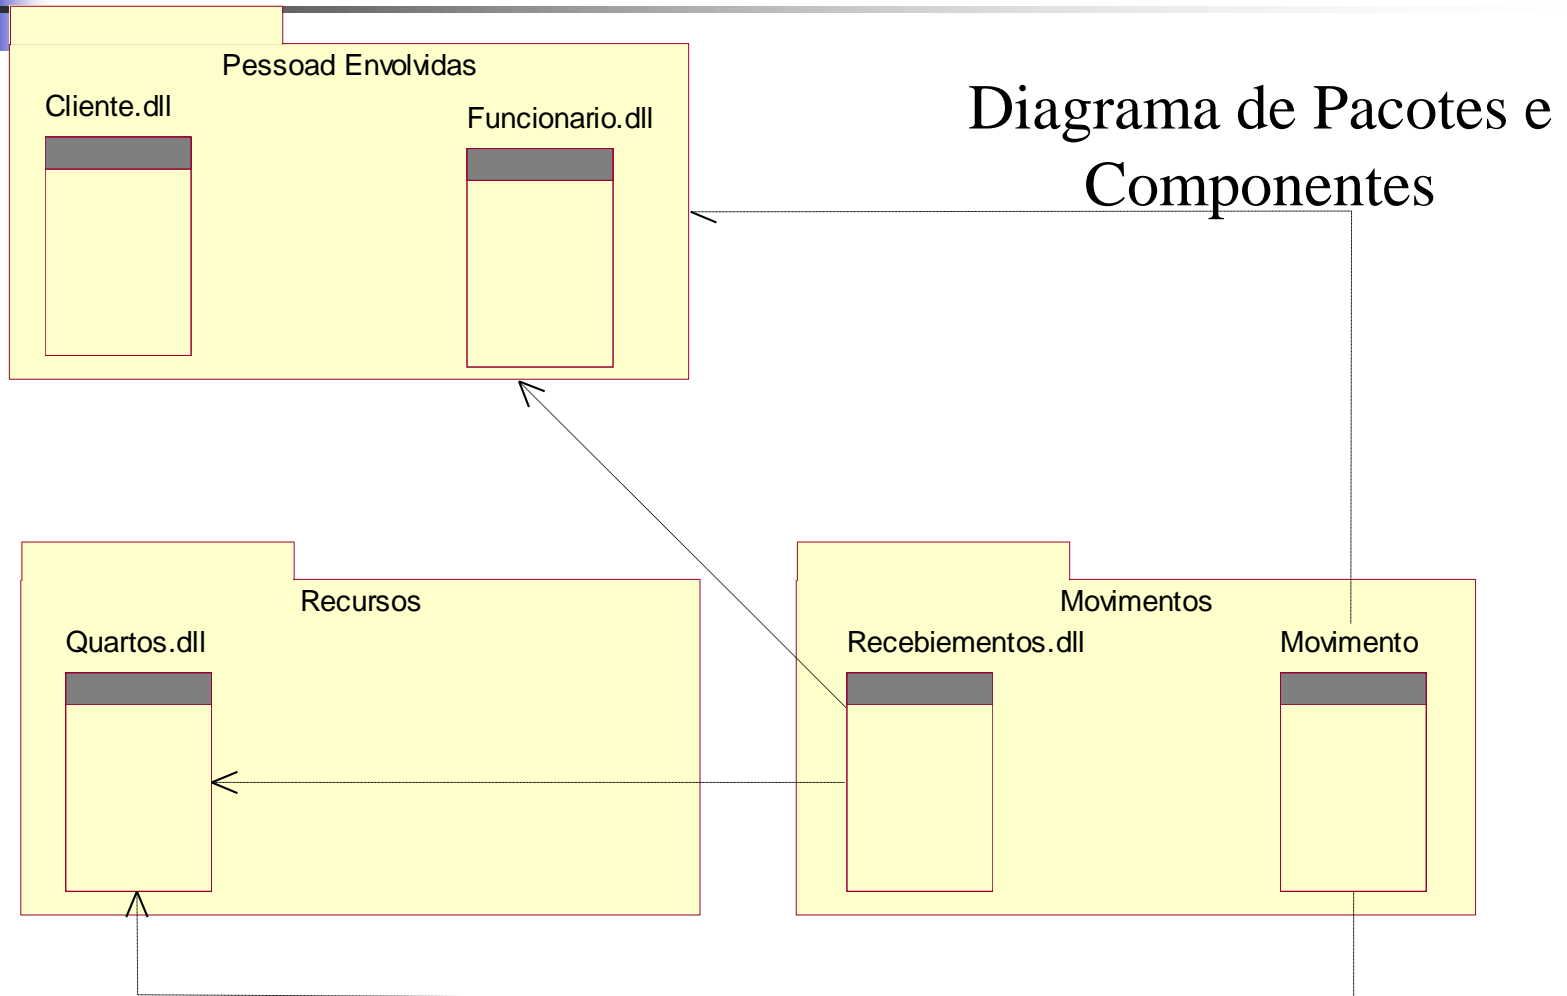 Pessoad Envolvidas
Cliente.dll
Funcionario.dll
Diagrama de Pacotes e
Componentes
Recursos
Quartos.dll
Movimentos
Recebiementos.dll
Movimento